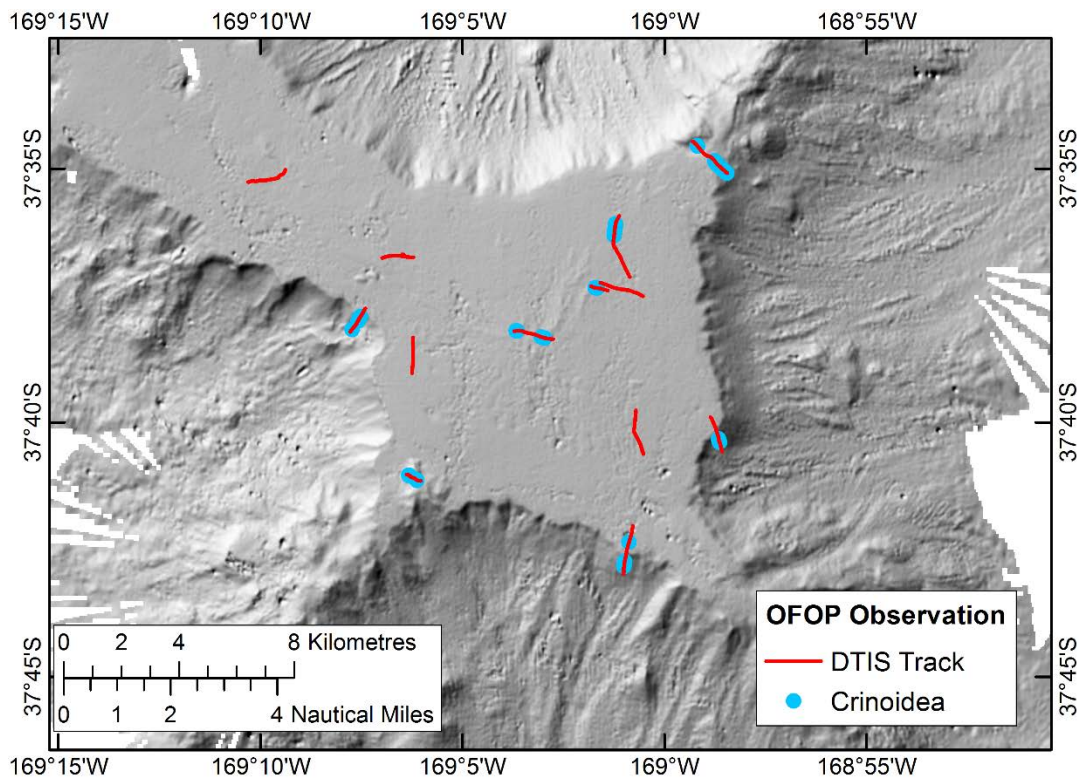 169°15'W 169°10'W 169°5'W 169°W 168°55'W
37°35'S 37°35'S
37°40'S 37°40'S
37°45'S 37°45'S
OFOP Observation
DTIS Track
Crinoidea
0 2 4 8 Kilometres
0 1 2 4 Nautical Miles
169°15'W 169°10'W 169°5'W 169°W 168°55'W